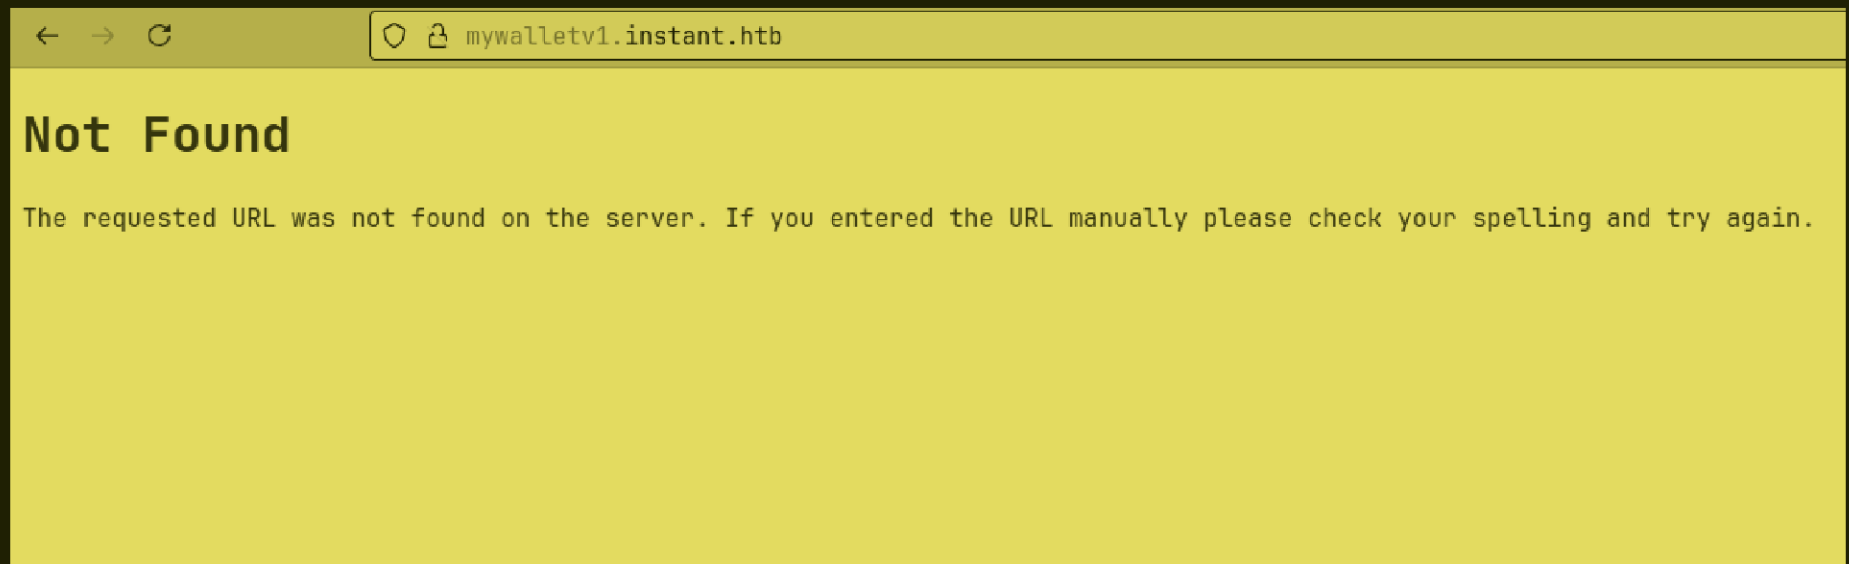 mywalletv1.instant.htb
Not Found
The requested URL was not found on the server. If you entered the URL manually please check your spelling and try again.